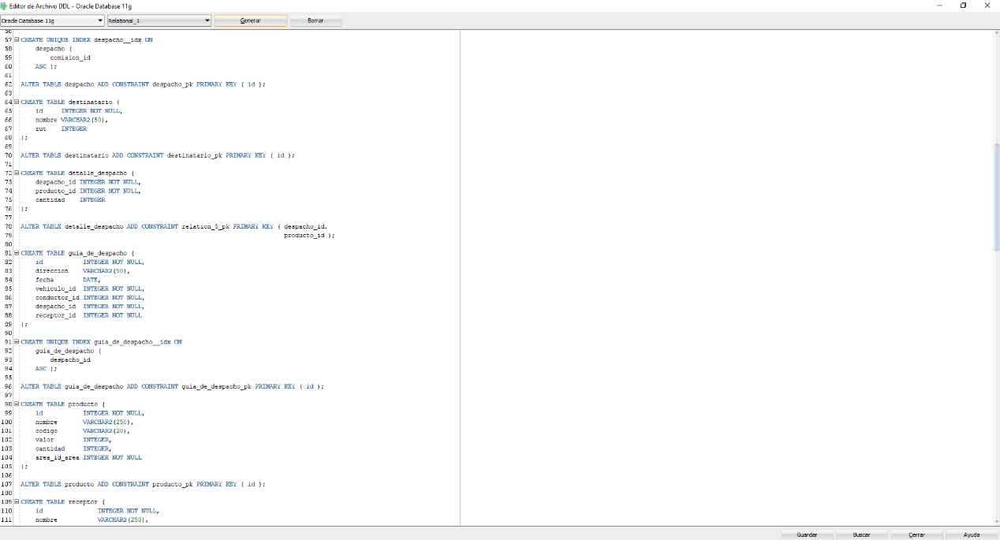 Editor de Archivo DDL - Oracle Database 11g
Oracle Database 11g Relational_1 Generar Borrar
56
57 CREATE UNIQUE INDEX despacho__idx ON
58 despacho (
59 comision_id
60 ASC );
61
62 ALTER TABLE despacho ADD CONSTRAINT despacho_pk PRIMARY KEY ( id );
63
64 CREATE TABLE destinatario (
65 id INTEGER NOT NULL,
66 nombre VARCHAR2(50),
67 rut INTEGER
68 );
69
70 ALTER TABLE destinatario ADD CONSTRAINT destinatario_pk PRIMARY KEY ( id );
71
72 CREATE TABLE detalle_despacho (
73 despacho_id INTEGER NOT NULL,
74 producto_id INTEGER NOT NULL,
75 cantidad INTEGER
76 );
77
78 ALTER TABLE detalle_despacho ADD CONSTRAINT relation_5_pk PRIMARY KEY ( despacho_id,
79 producto_id );
80
81 CREATE TABLE guia_de_despacho (
82 id INTEGER NOT NULL,
83 direccion VARCHAR2(50),
84 fecha DATE,
85 vehiculo_id INTEGER NOT NULL,
86 conductor_id INTEGER NOT NULL,
87 despacho_id INTEGER NOT NULL,
88 receptor_id INTEGER NOT NULL
89 );
90
91 CREATE UNIQUE INDEX guia_de_despacho__idx ON
92 guia_de_despacho (
93 despacho_id
94 ASC );
95
96 ALTER TABLE guia_de_despacho ADD CONSTRAINT guia_de_despacho_pk PRIMARY KEY ( id );
97
98 CREATE TABLE producto (
99 id INTEGER NOT NULL,
100 nombre VARCHAR2(250),
101 codigo VARCHAR2(20),
102 valor INTEGER,
103 cantidad INTEGER,
104 area_id_area INTEGER NOT NULL
105 );
106
107 ALTER TABLE producto ADD CONSTRAINT producto_pk PRIMARY KEY ( id );
108
109 CREATE TABLE receptor (
110 id INTEGER NOT NULL,
111 nombre VARCHAR2(250),
Guardar Buscar Cerrar Ayuda